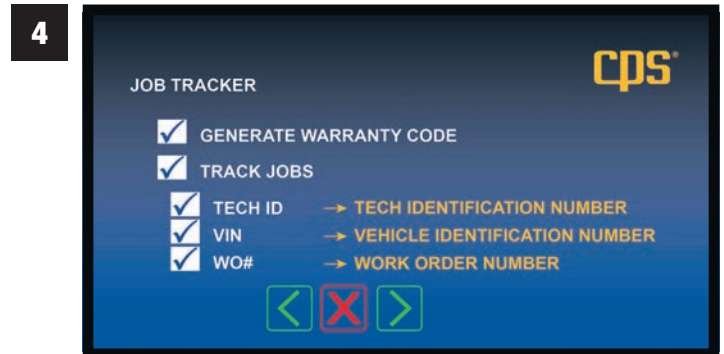 4
cps®
JOB TRACKER
GENERATE WARRANTY CODE
TRACK JOBS
TECH ID → TECH IDENTIFICATION NUMBER
VIN → VEHICLE IDENTIFICATION NUMBER
WO# → WORK ORDER NUMBER